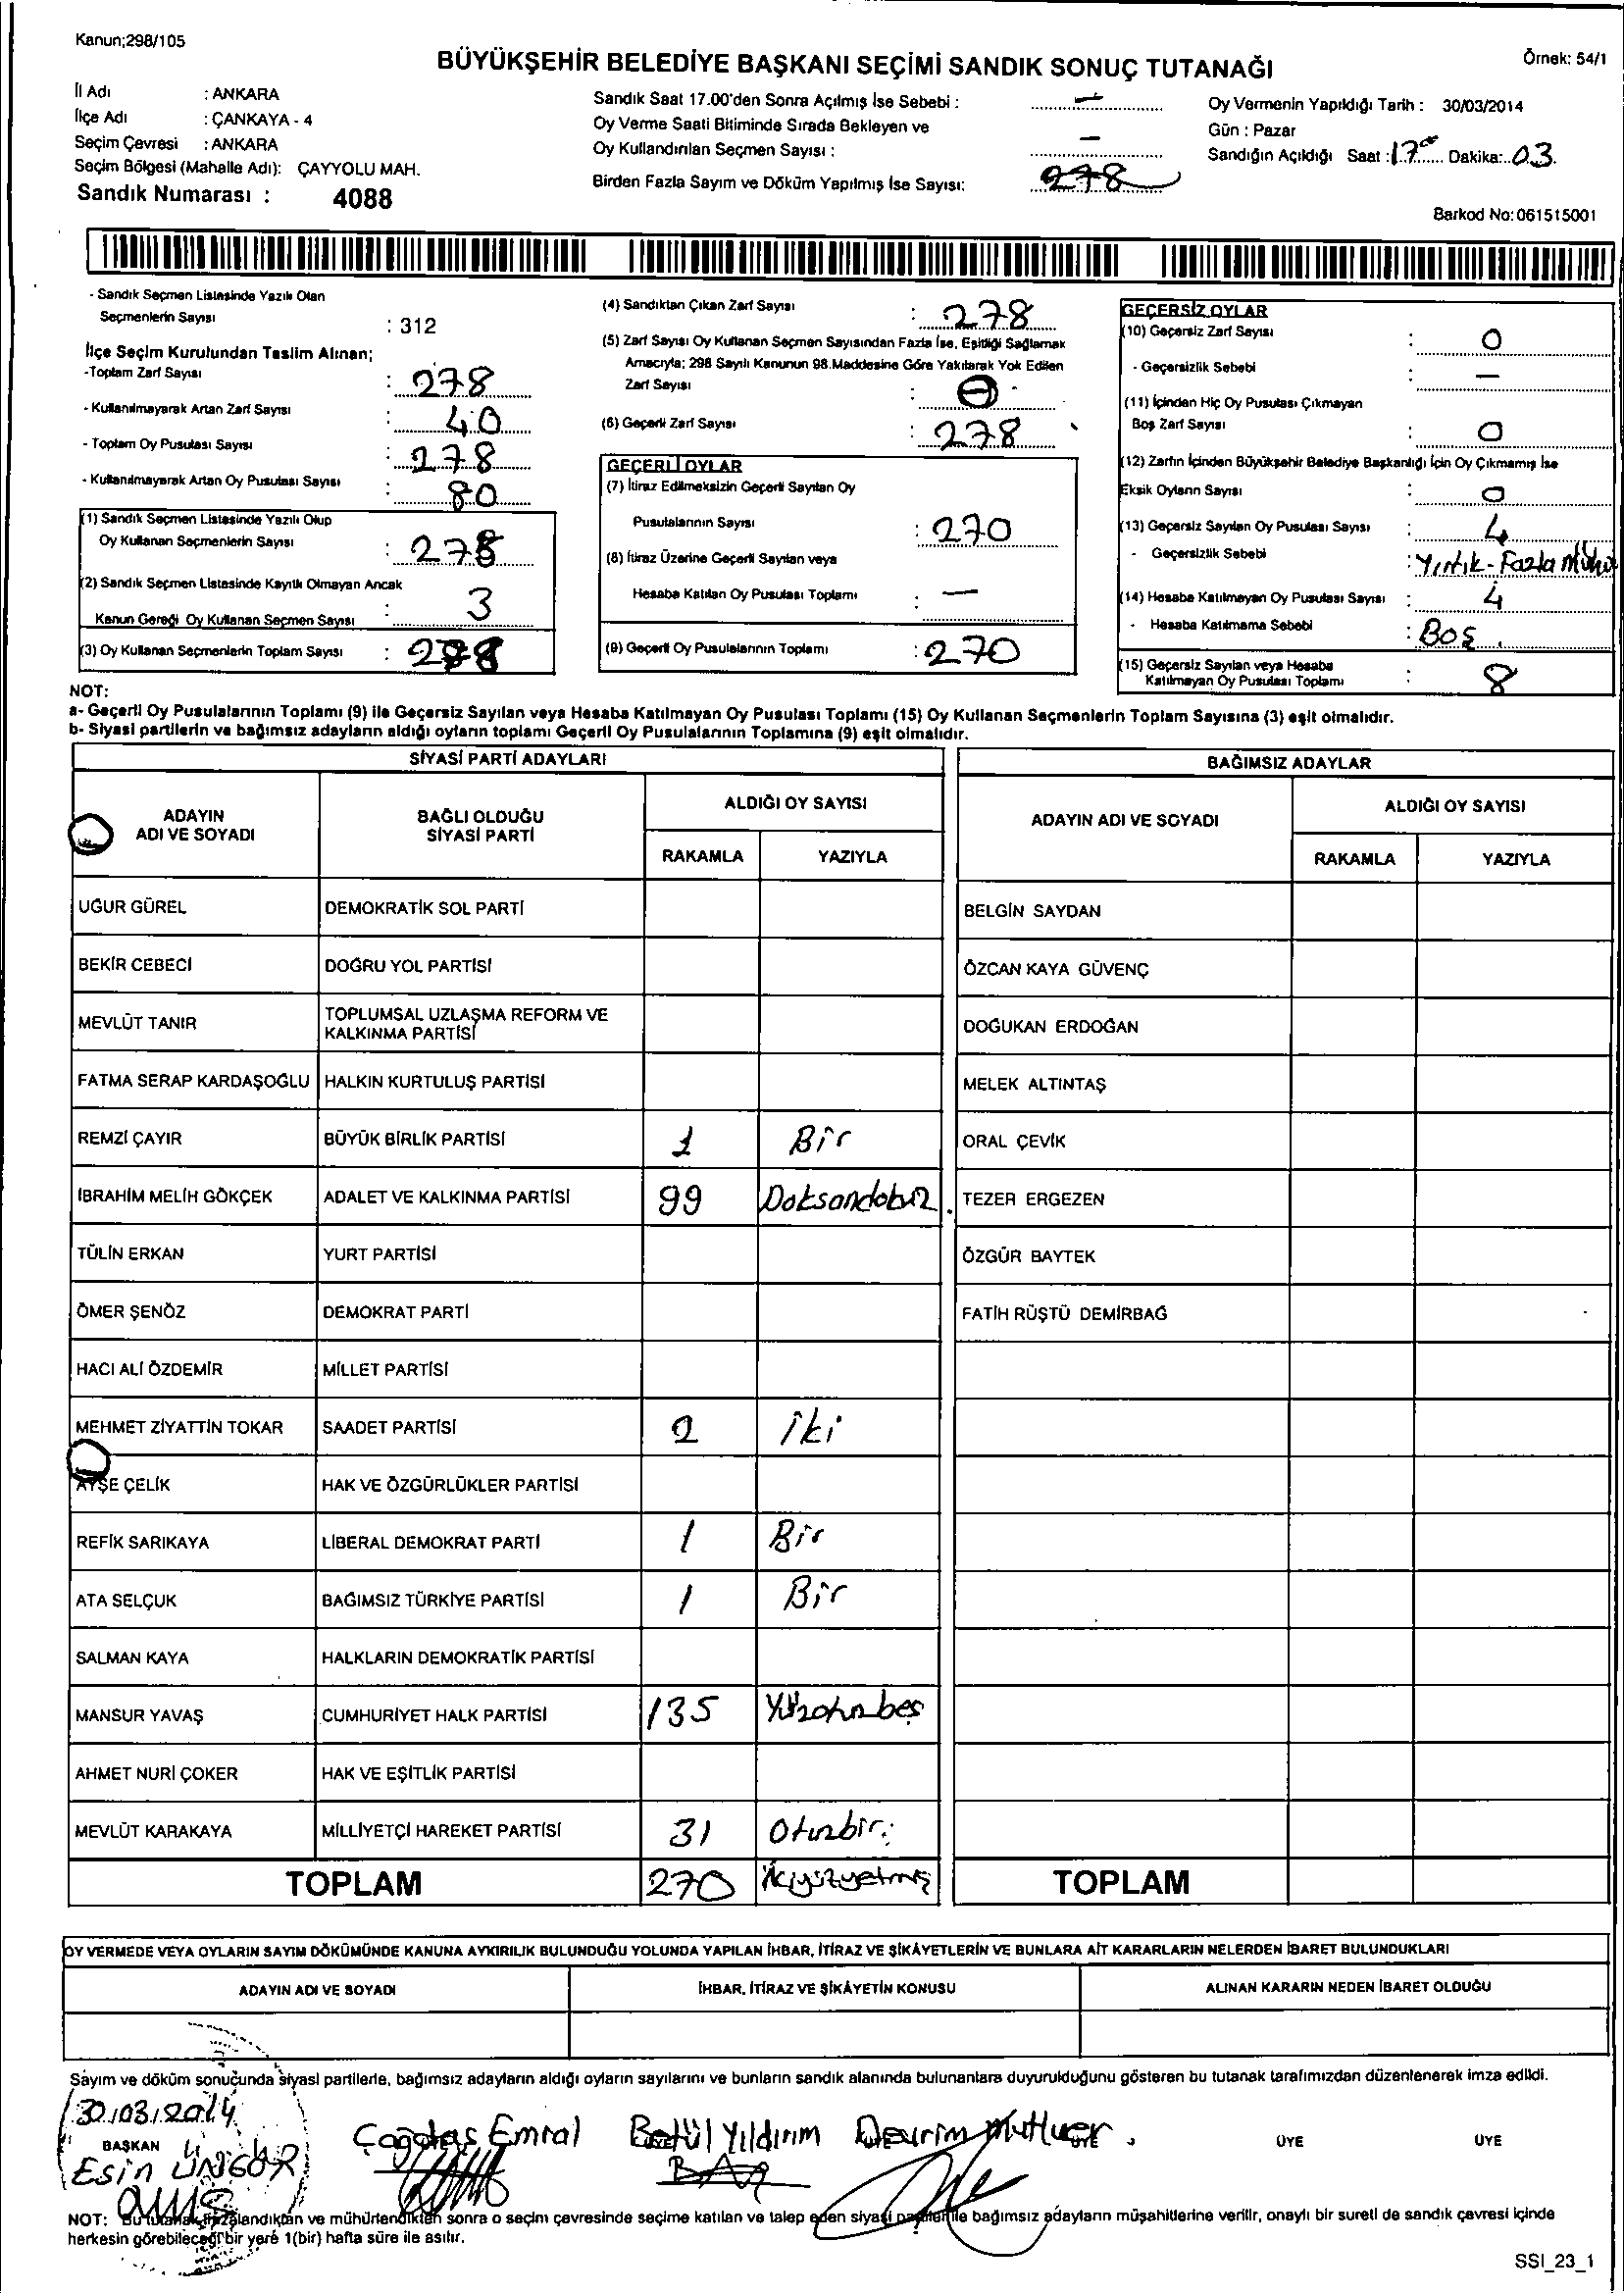 Kanun;298/105
BÜYÜKŞEHİR BELEDİYE BAŞKANI SEÇİMİ SANDIK SONUÇ TUTANAĞI
Örnek: 54/1
İl Adı : ANKARA
İlçe Adı : ÇANKAYA - 4
Seçim Çevresi : ANKARA
Seçim Bölgesi (Mahalle Adı): ÇAYYOLU MAH.
Sandık Numarası : 4088
Sandık Saat 17.00'den Sonra Açılmış İse Sebebi : —
Oy Verme Saati Bitiminde Sırada Bekleyen ve
Oy Kullandırılan Seçmen Sayısı : —
Birden Fazla Sayım ve Döküm Yapılmış İse Sayısı: 278
Oy Vermenin Yapıldığı Tarih : 30/03/2014
Gün : Pazar
Sandığın Açıldığı Saat : 17 Dakika: 03
Barkod No: 061515001
- Sandık Seçmen Listesinde Yazılı Olan
Seçmenlerin Sayısı : 312
İlçe Seçim Kurulundan Teslim Alınan;
-Toplam Zarf Sayısı : 278
- Kullanılmayarak Artan Zarf Sayısı : 40
- Toplam Oy Pusulası Sayısı : 278
- Kullanılmayarak Artan Oy Pusulası Sayısı : 80
(1) Sandık Seçmen Listesinde Yazılı Olup
Oy Kullanan Seçmenlerin Sayısı : 278
(2) Sandık Seçmen Listesinde Kayıtlı Olmayan Ancak
Kanun Gereği Oy Kullanan Seçmen Sayısı : 3
(3) Oy Kullanan Seçmenlerin Toplam Sayısı : 278
(4) Sandıktan Çıkan Zarf Sayısı : 278
(5) Zarf Sayısı Oy Kullanan Seçmen Sayısından Fazla İse, Eşitliği Sağlamak
Amacıyla; 298 Sayılı Kanunun 98.Maddesine Göre Yakılarak Yok Edilen
Zarf Sayısı : 0
(6) Geçerli Zarf Sayısı : 278
GEÇERLİ OYLAR
(7) İtiraz Edilmeksizin Geçerli Sayılan Oy
Pusulalarının Sayısı : 270
(8) İtiraz Üzerine Geçerli Sayılan veya
Hesaba Katılan Oy Pusulası Toplamı : —
(9) Geçerli Oy Pusulalarının Toplamı : 270
GEÇERSİZ OYLAR
(10) Geçersiz Zarf Sayısı : 0
- Geçersizlik Sebebi : —
(11) İçinden Hiç Oy Pusulası Çıkmayan
Boş Zarf Sayısı : 0
(12) Zarfın İçinden Büyükşehir Belediye Başkanlığı İçin Oy Çıkmamış İse
Eksik Oyların Sayısı : 0
(13) Geçersiz Sayılan Oy Pusulası Sayısı : 4
- Geçersizlik Sebebi : Yırtık - Fazla Mühür
(14) Hesaba Katılmayan Oy Pusulası Sayısı : 4
- Hesaba Katılmama Sebebi : Boş.
(15) Geçersiz Sayılan veya Hesaba
Katılmayan Oy Pusulası Toplamı : 8
NOT:
a- Geçerli Oy Pusulalarının Toplamı (9) ile Geçersiz Sayılan veya Hesaba Katılmayan Oy Pusulası Toplamı (15) Oy Kullanan Seçmenlerin Toplam Sayısına (3) eşit olmalıdır.
b- Siyasi partilerin ve bağımsız adayların aldığı oyların toplamı Geçerli Oy Pusulalarının Toplamına (9) eşit olmalıdır.
SİYASİ PARTİ ADAYLARI
BAĞIMSIZ ADAYLAR
ADAYIN ADI VE SOYADI
BAĞLI OLDUĞU SİYASİ PARTİ
ALDIĞI OY SAYISI
RAKAMLA YAZIYLA
ADAYIN ADI VE SOYADI
ALDIĞI OY SAYISI
RAKAMLA YAZIYLA
UĞUR GÜREL DEMOKRATİK SOL PARTİ BELGİN SAYDAN
BEKİR CEBECİ DOĞRU YOL PARTİSİ ÖZCAN KAYA GÜVENÇ
MEVLÜT TANIR TOPLUMSAL UZLAŞMA REFORM VE KALKINMA PARTİSİ DOĞUKAN ERDOĞAN
FATMA SERAP KARDAŞOĞLU HALKIN KURTULUŞ PARTİSİ MELEK ALTINTAŞ
REMZİ ÇAYIR BÜYÜK BİRLİK PARTİSİ 1 Bir ORAL ÇEVİK
İBRAHİM MELİH GÖKÇEK ADALET VE KALKINMA PARTİSİ 99 Doksandokuz. TEZER ERGEZEN
TÜLİN ERKAN YURT PARTİSİ ÖZGÜR BAYTEK
ÖMER ŞENÖZ DEMOKRAT PARTİ FATİH RÜŞTÜ DEMİRBAĞ
HACI ALİ ÖZDEMİR MİLLET PARTİSİ
MEHMET ZİYATTİN TOKAR SAADET PARTİSİ 2 iki
AYŞE ÇELİK HAK VE ÖZGÜRLÜKLER PARTİSİ
REFİK SARIKAYA LİBERAL DEMOKRAT PARTİ 1 Bir
ATA SELÇUK BAĞIMSIZ TÜRKİYE PARTİSİ 1 Bir
SALMAN KAYA HALKLARIN DEMOKRATİK PARTİSİ
MANSUR YAVAŞ CUMHURİYET HALK PARTİSİ 135 Yüzotuzbeş
AHMET NURİ ÇOKER HAK VE EŞİTLİK PARTİSİ
MEVLÜT KARAKAYA MİLLİYETÇİ HAREKET PARTİSİ 31 Otuzbir.
TOPLAM 270 ikiyüzyetmiş TOPLAM
OY VERMEDE VEYA OYLARIN SAYIM DÖKÜMÜNDE KANUNA AYKIRILIK BULUNDUĞU YOLUNDA YAPILAN İHBAR, İTİRAZ VE ŞİKÂYETLERİN VE BUNLARA AİT KARARLARIN NELERDEN İBARET BULUNDUKLARI
ADAYIN ADI VE SOYADI İHBAR, İTİRAZ VE ŞİKÂYETİN KONUSU ALINAN KARARIN NEDEN İBARET OLDUĞU
Sayım ve döküm sonucunda siyasi partilerle, bağımsız adayların aldığı oyların sayılarını ve bunların sandık alanında bulunanlara duyurulduğunu gösteren bu tutanak tarafımızdan düzenlenerek imza edildi.
30/03/2014
BAŞKAN
Esin ÜNGÖR
Çağdaş Emral Betül Yıldırım Devrim Mutluer
ÜYE ÜYE ÜYE ÜYE ÜYE
NOT: Bu tutanak imzalandıktan ve mühürlendikten sonra o seçim çevresinde seçime katılan ve talep eden siyasi partiler ile bağımsız adayların müşahitlerine verilir, onaylı bir sureti de sandık çevresi içinde
herkesin görebileceği bir yere 1(bir) hafta süre ile asılır.
SSI_23_1